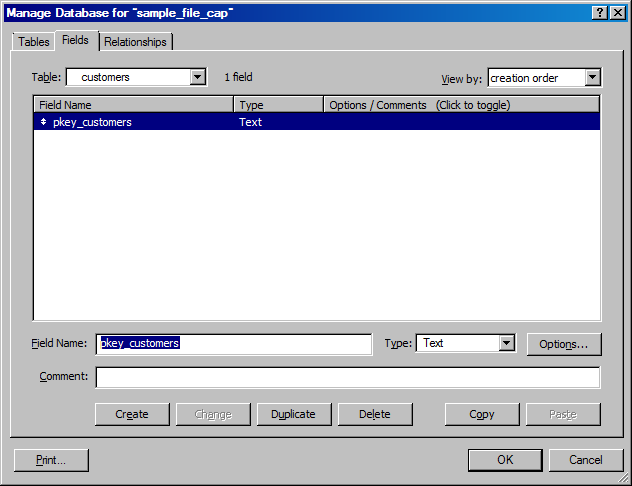 Manage Database for "sample_file_cap"
Tables Fields Relationships
Table: customers 1 field View by: creation order
Field Name Type Options / Comments (Click to toggle)
pkey_customers Text
Field Name: pkey_customers Type: Text Options...
Comment:
Create Change Duplicate Delete Copy Paste
Print... OK Cancel